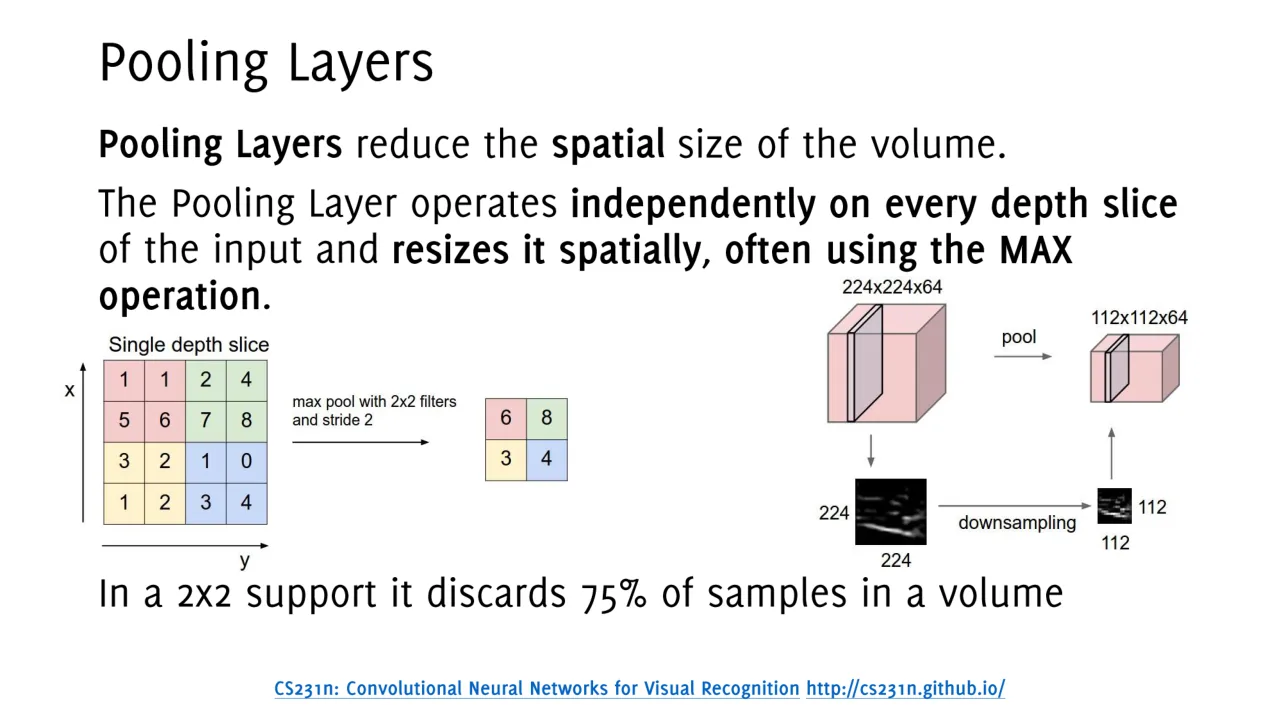 Pooling Layers
Pooling Layers reduce the spatial size of the volume.
The Pooling Layer operates independently on every depth slice
of the input and resizes it spatially, often using the MAX
operation.
Single depth slice
x
1 1 2 4
5 6 7 8
3 2 1 0
1 2 3 4
y
max pool with 2x2 filters
and stride 2
6 8
3 4
224x224x64
pool
112x112x64
224
224
downsampling
112
112
In a 2x2 support it discards 75% of samples in a volume
CS231n: Convolutional Neural Networks for Visual Recognition http://cs231n.github.io/